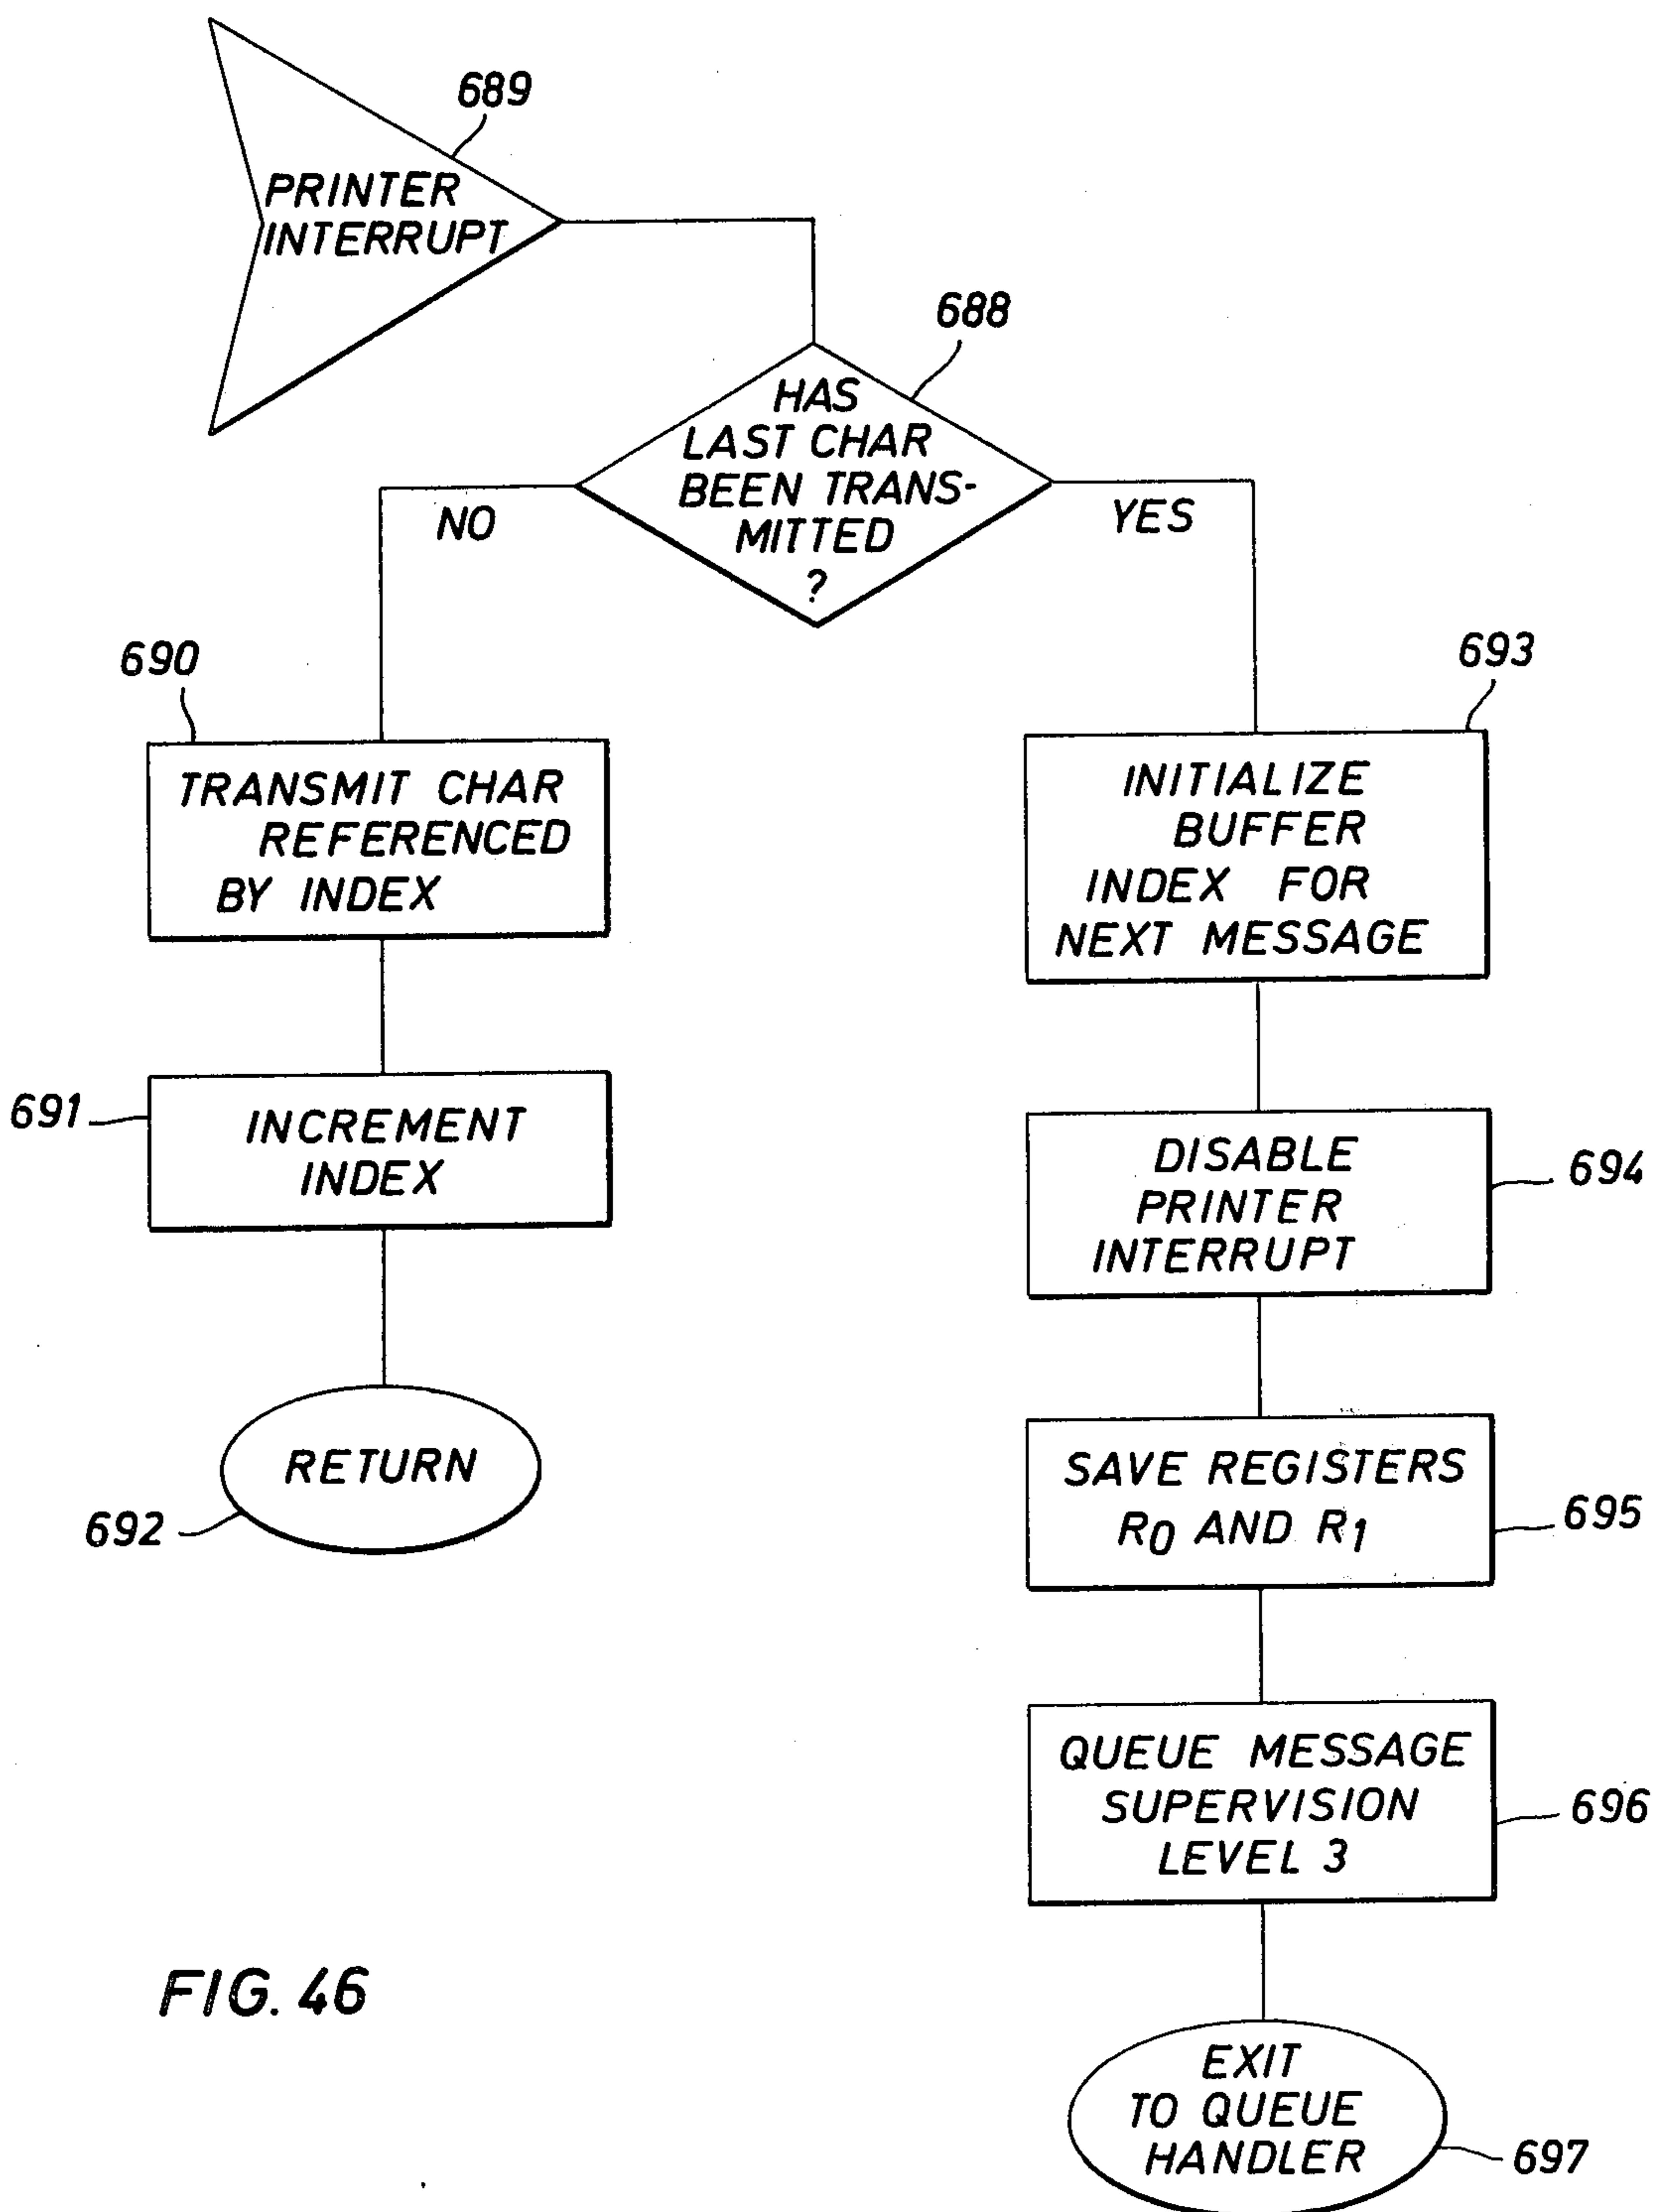 689
PRINTER
INTERRUPT
688
HAS
LAST CHAR
BEEN TRANS-
MITTED
?
NO
YES
690
TRANSMIT CHAR
REFERENCED
BY INDEX
691
INCREMENT
INDEX
RETURN
692
693
INITIALIZE
BUFFER
INDEX FOR
NEXT MESSAGE
DISABLE
PRINTER
INTERRUPT
694
SAVE REGISTERS
R0 AND R1
695
QUEUE MESSAGE
SUPERVISION
LEVEL 3
696
EXIT
TO QUEUE
HANDLER
697
FIG. 46